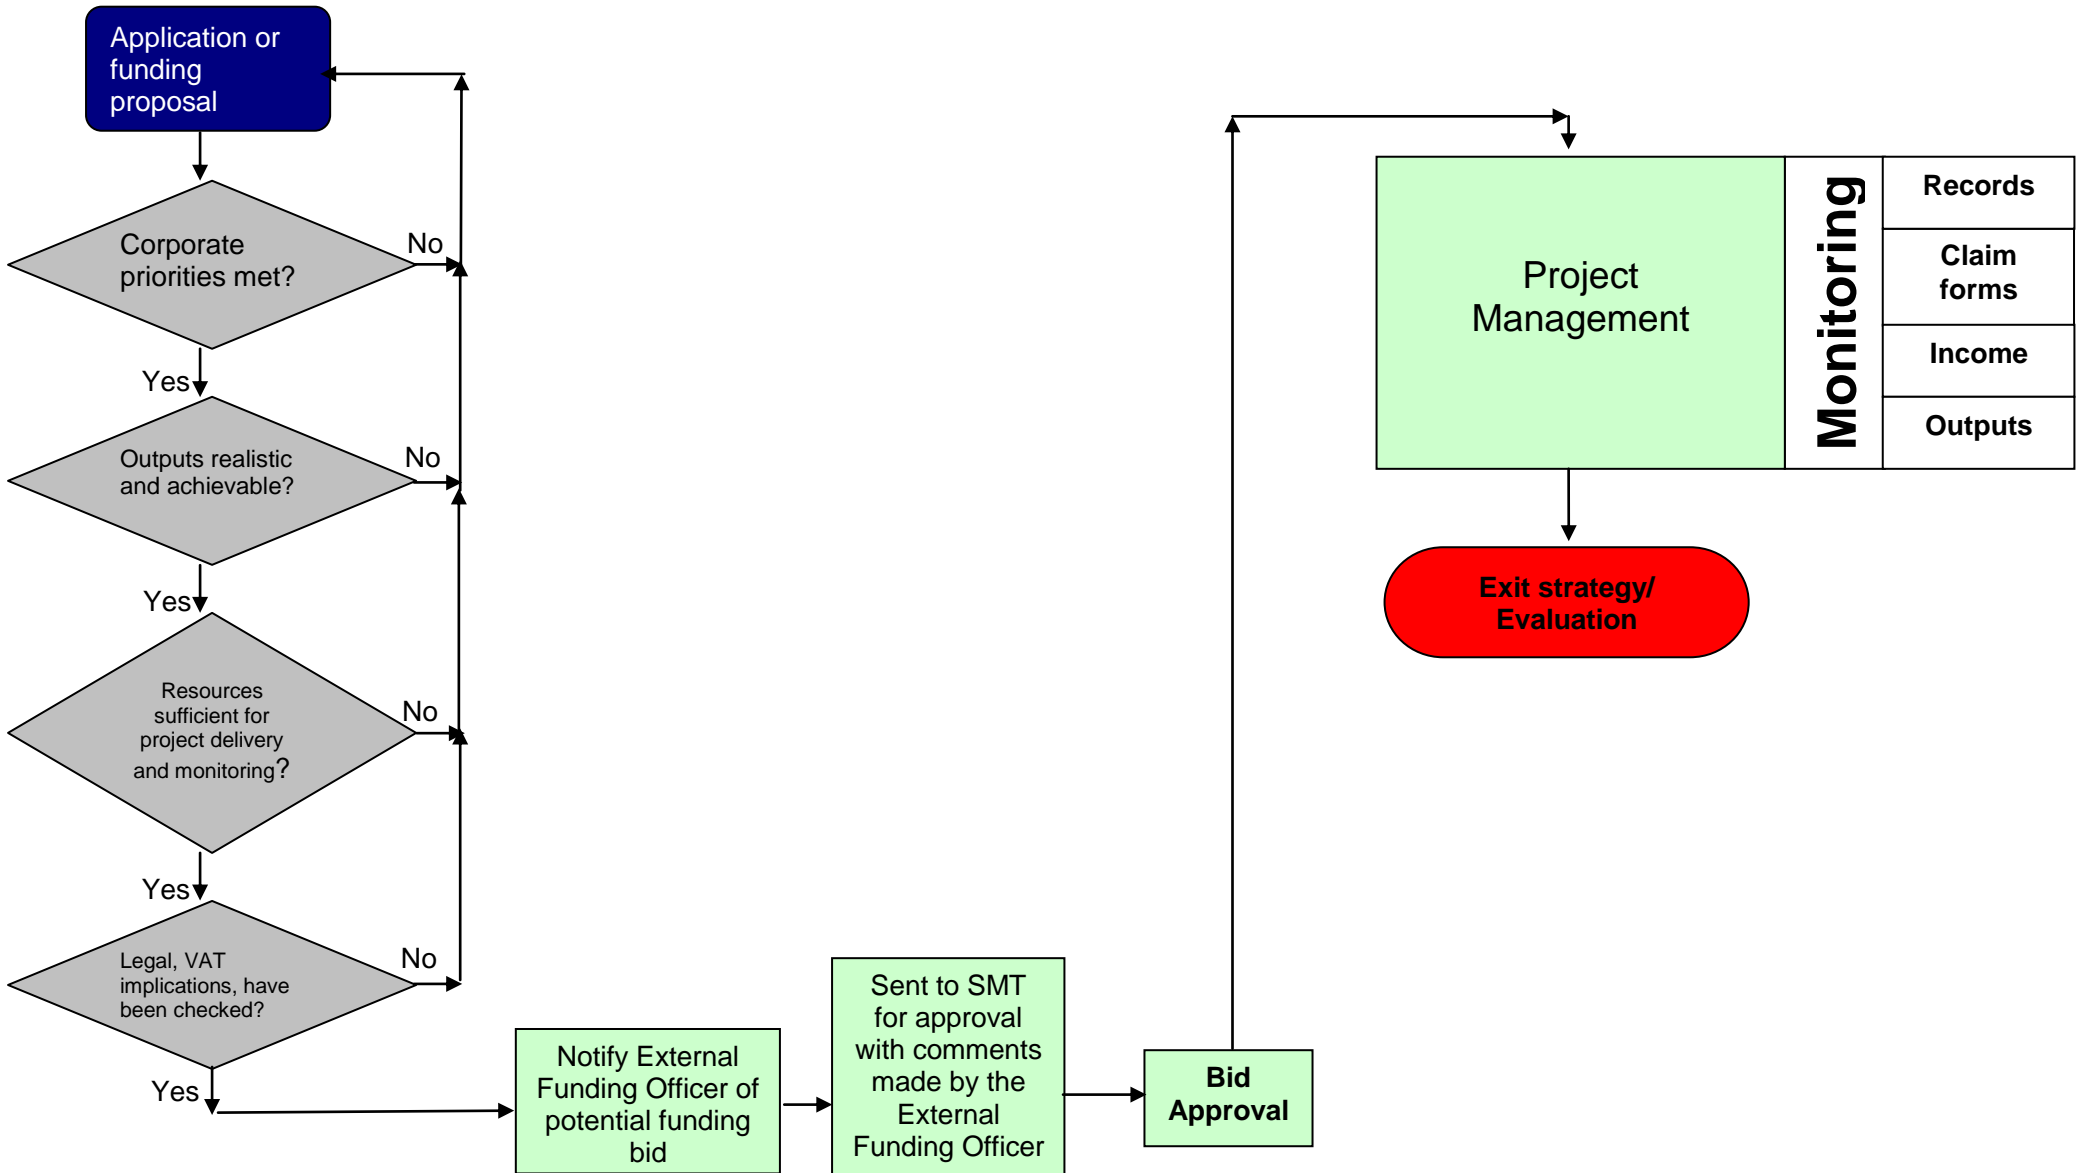 Application or
funding
proposal
Corporate
priorities met?
No
Yes
Outputs realistic
and achievable?
No
Yes
Resources
sufficient for
project delivery
and monitoring?
No
Yes
Legal, VAT
implications, have
been checked?
No
Yes
Notify External
Funding Officer of
potential funding
bid
Sent to SMT
for approval
with comments
made by the
External
Funding Officer
Bid
Approval
Project
Management
Monitoring
Records
Claim
forms
Income
Outputs
Exit strategy/
Evaluation